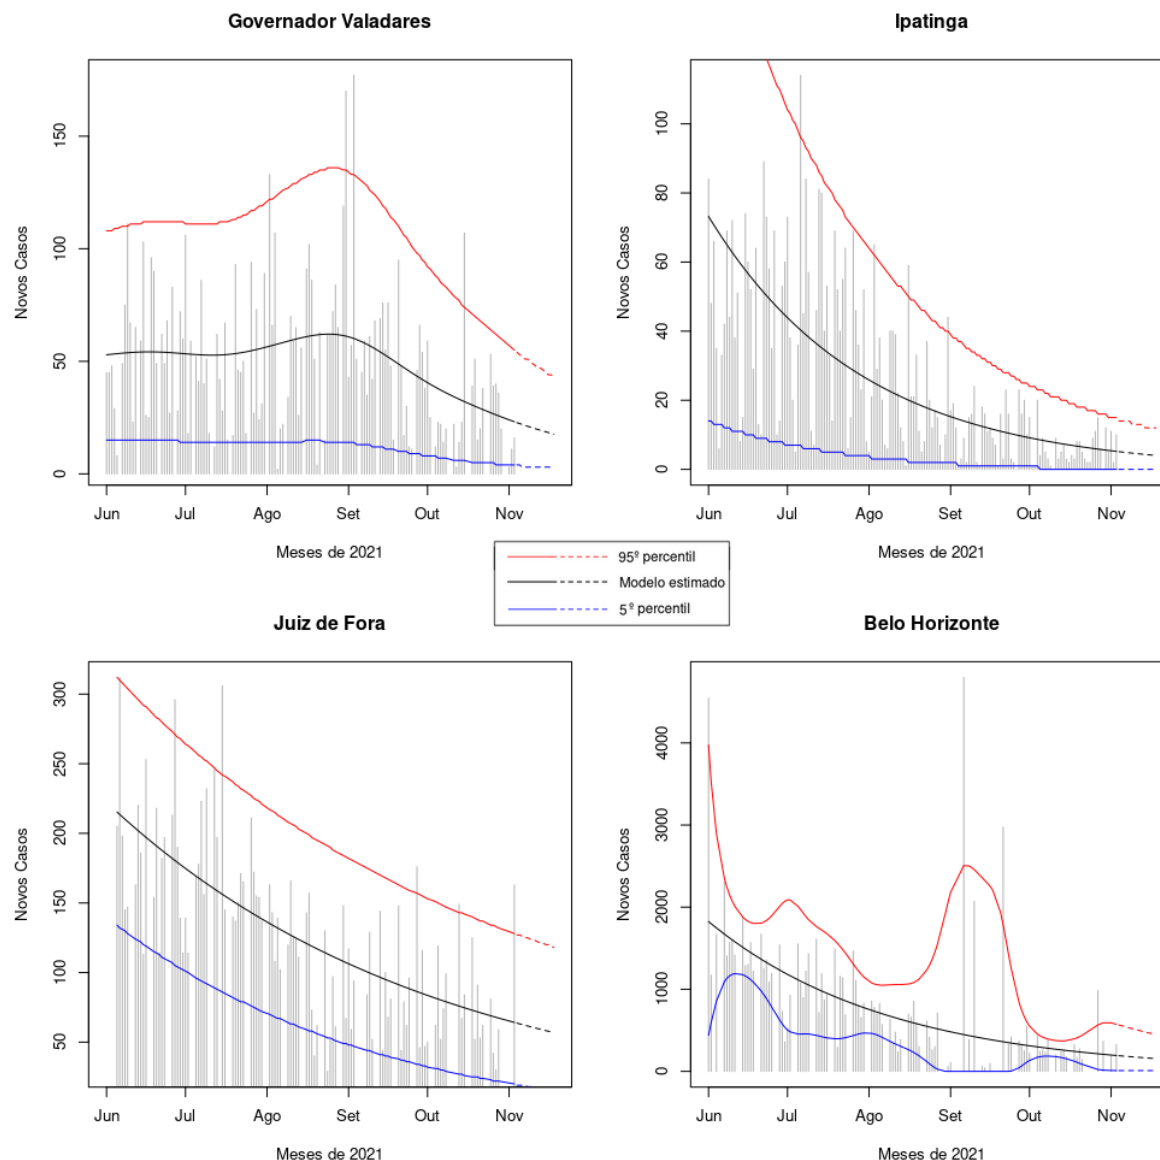 Governador Valadares
Novos Casos
150
100
50
0
Jun Jul Ago Set Out Nov
Meses de 2021
Ipatinga
Novos Casos
100
80
60
40
20
0
Jun Jul Ago Set Out Nov
Meses de 2021
95º percentil
Modelo estimado
5º percentil
Juiz de Fora
Novos Casos
300
250
200
150
100
50
Jun Jul Ago Set Out Nov
Meses de 2021
Belo Horizonte
Novos Casos
4000
3000
2000
1000
0
Jun Jul Ago Set Out Nov
Meses de 2021